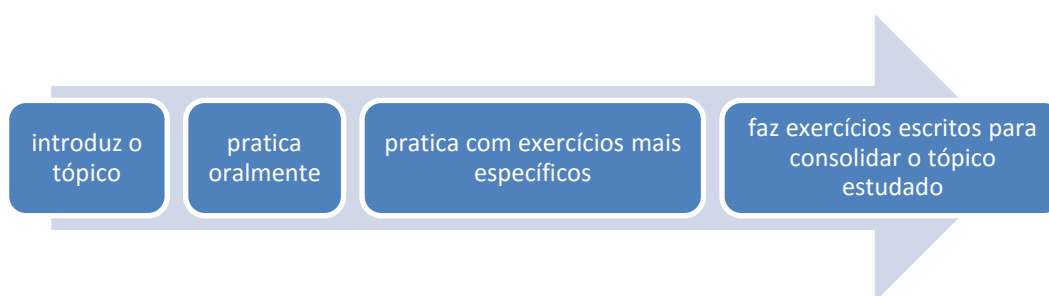 introduz o
tópico
pratica
oralmente
pratica com exercícios mais
específicos
faz exercícios escritos para
consolidar o tópico
estudado